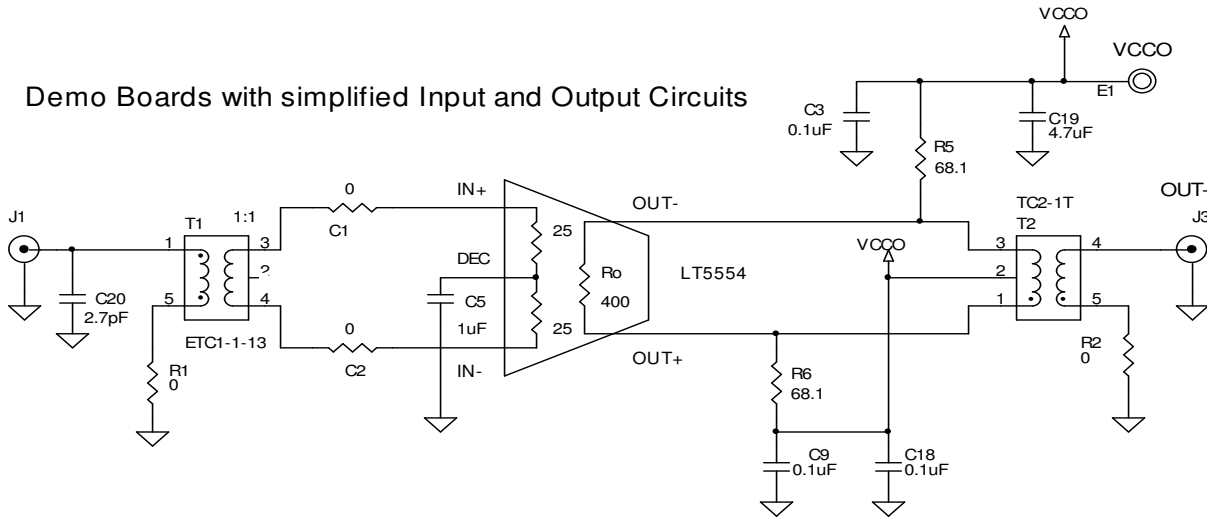 VCCO
VCCO
Demo Boards with simplified Input and Output Circuits
E1
C3
0.1uF
C19
4.7uF
R5
68.1
J1
T1
1:1
0
C1
IN+
OUT-
TC2-1T
T2
OUT-
J3
1
3
25
VCCO
3
4
2
DEC
Ro
400
LT5554
2
C20
2.7pF
5
4
C5
1uF
25
1
5
ETC1-1-13
0
C2
IN-
OUT+
R1
0
R2
0
R6
68.1
C9
0.1uF
C18
0.1uF